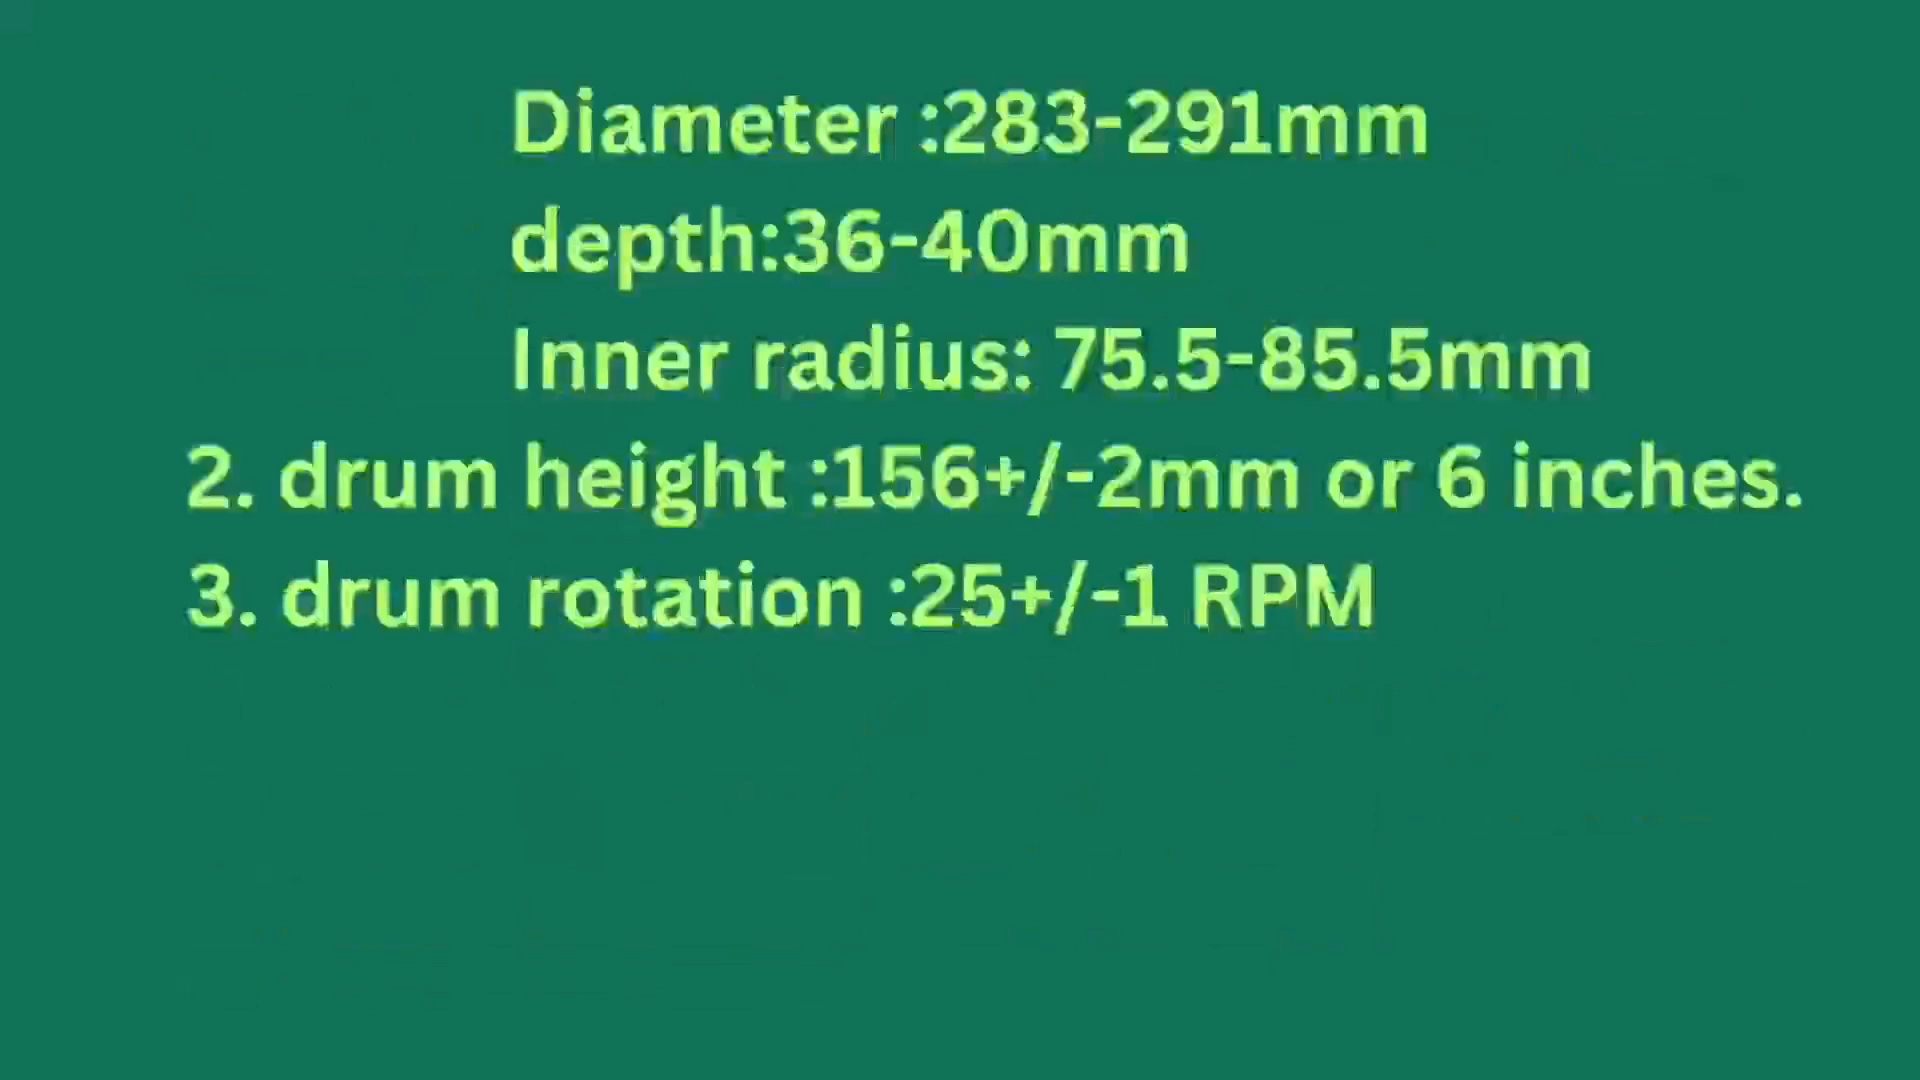 Diameter :283-291mm
depth:36-40mm
Inner radius: 75.5-85.5mm
2. drum height :156+/-2mm or 6 inches.
3. drum rotation :25+/-1 RPM